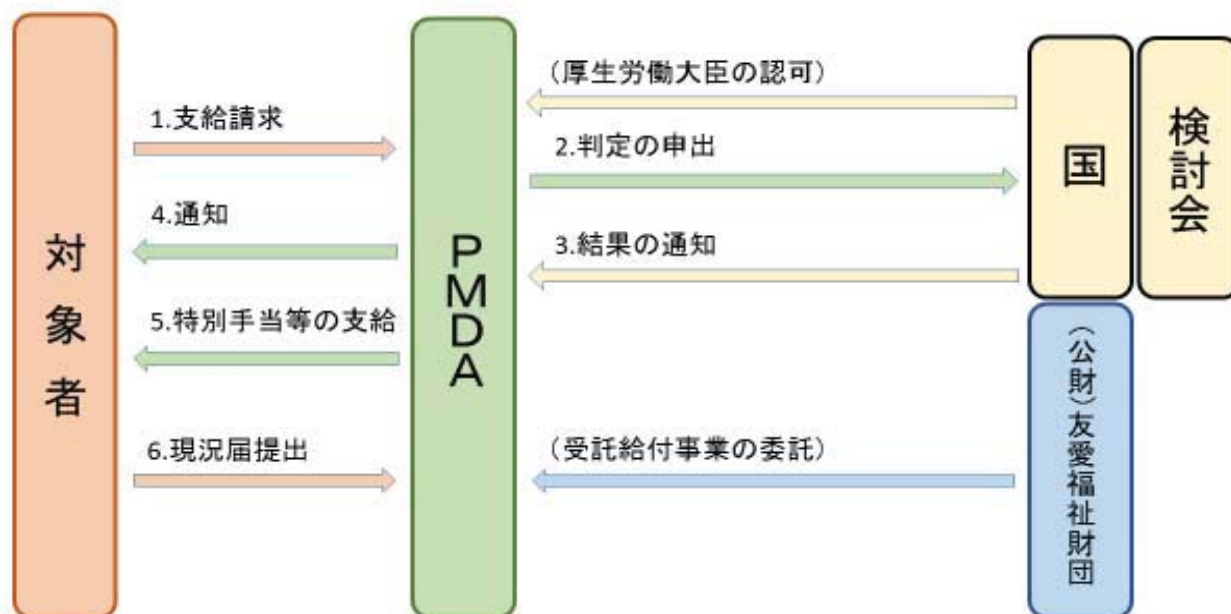 対象者
1.支給請求
4.通知
5.特別手当等の支給
6.現況届提出
PMDA
(厚生労働大臣の認可)
2.判定の申出
3.結果の通知
(受託給付事業の委託)
国
検討会
(公財)友愛福祉財団